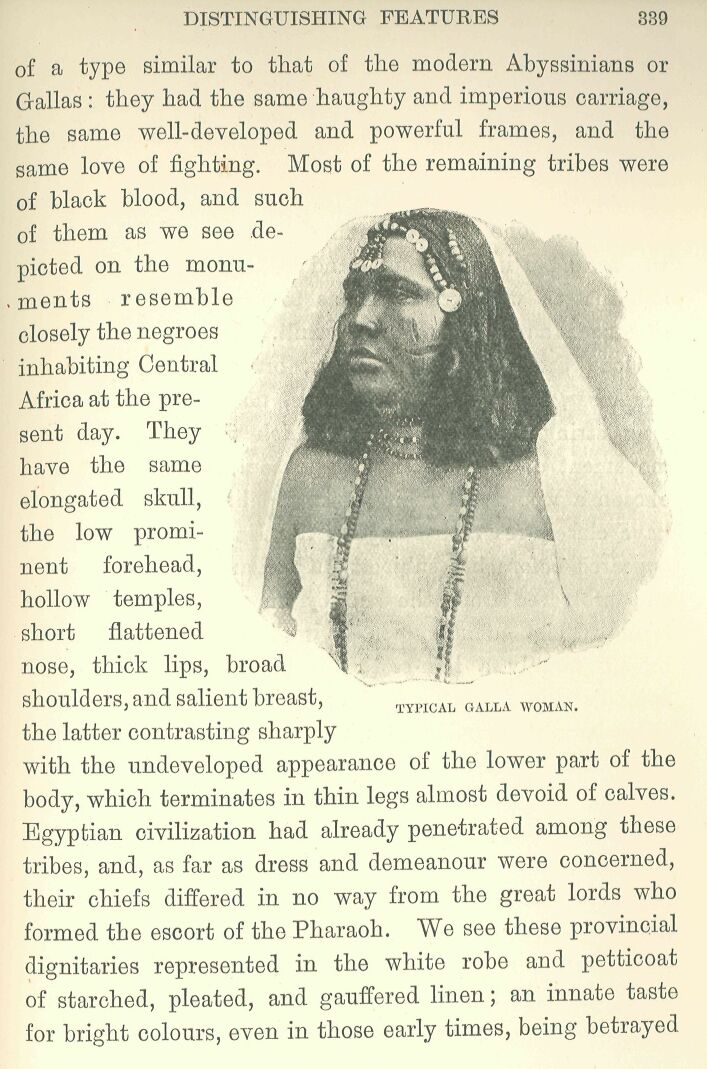 DISTINGUISHING FEATURES 339
of a type similar to that of the modern Abyssinians or
Gallas: they had the same haughty and imperious carriage,
the same well-developed and powerful frames, and the
same love of fighting. Most of the remaining tribes were
of black blood, and such
of them as we see de-
picted on the monu-
ments resemble
closely the negroes
inhabiting Central
Africa at the pre-
sent day. They
have the same
elongated skull,
the low promi-
nent forehead,
hollow temples,
short flattened
nose, thick lips, broad
shoulders, and salient breast,
the latter contrasting sharply
TYPICAL GALLA WOMAN.
with the undeveloped appearance of the lower part of the
body, which terminates in thin legs almost devoid of calves.
Egyptian civilization had already penetrated among these
tribes, and, as far as dress and demeanour were concerned,
their chiefs differed in no way from the great lords who
formed the escort of the Pharaoh. We see these provincial
dignitaries represented in the white robe and petticoat
of starched, pleated, and gauffered linen; an innate taste
for bright colours, even in those early times, being betrayed